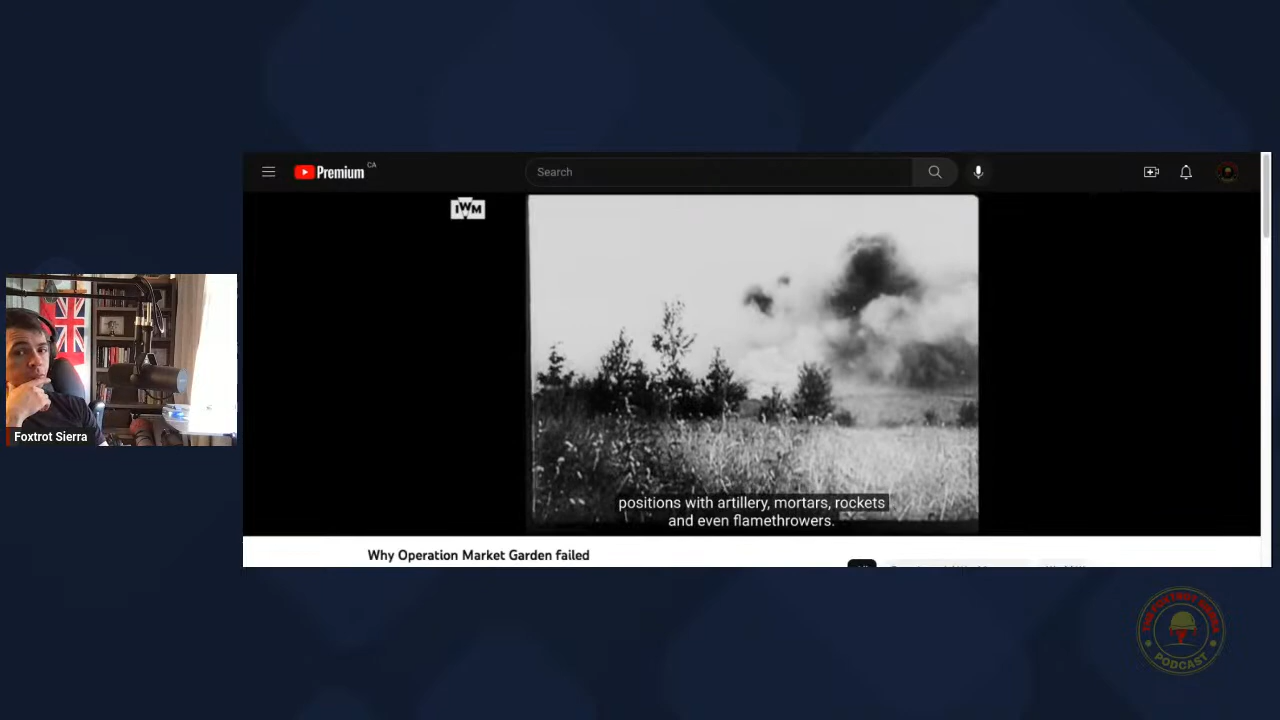 Premium CA
Search
IWM
positions with artillery, mortars, rockets
and even flamethrowers.
Foxtrot Sierra
Why Operation Market Garden failed
PODCAST